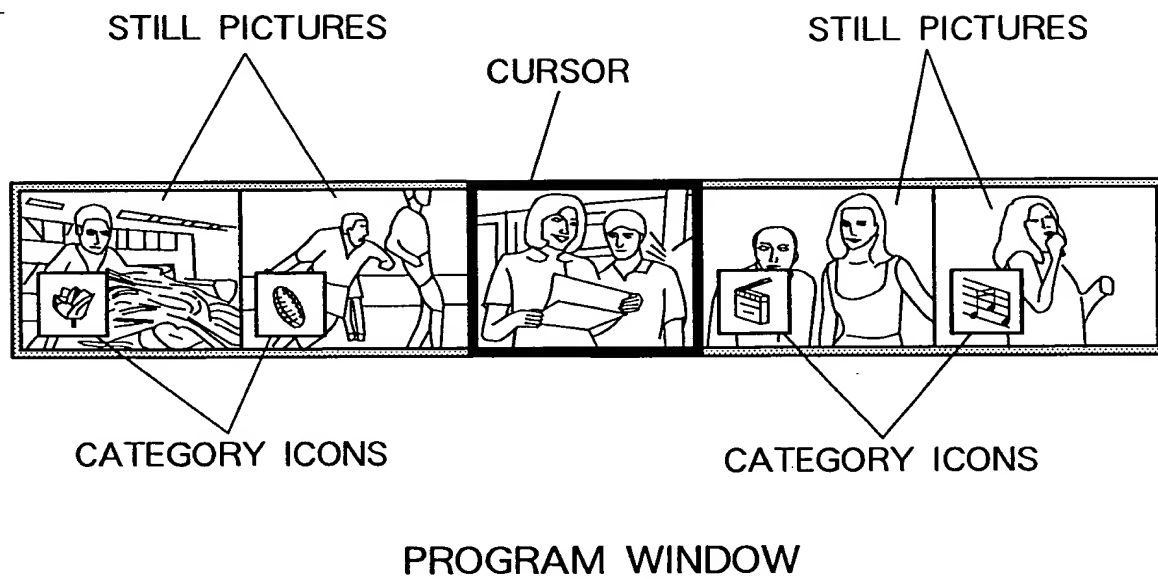 STILL PICTURES
STILL PICTURES
CURSOR
CATEGORY ICONS
CATEGORY ICONS
PROGRAM WINDOW